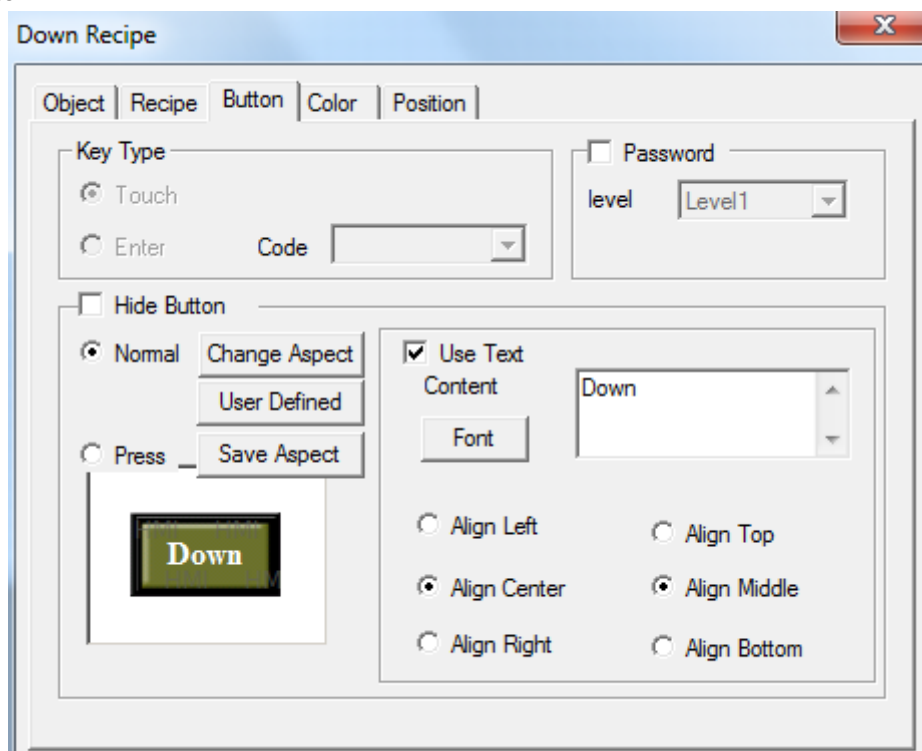 Down Recipe
X
Object Recipe Button Color Position
Key Type
Touch
Enter Code
Password
level Level1
Hide Button
Normal Change Aspect
User Defined
Press Save Aspect
Down
Use Text
Content Down
Font
Align Left Align Top
Align Center Align Middle
Align Right Align Bottom